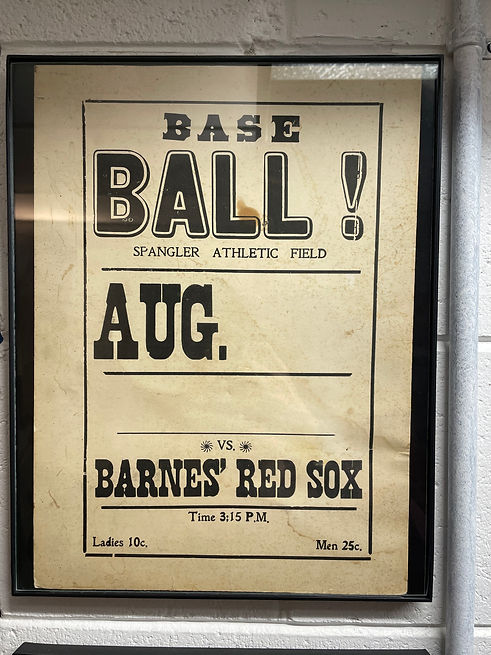 BASE
BALL!
SPANGLER ATHLETIC FIELD
AUG.
VS.
BARNES' RED SOX
Time 3;15 P.M.
Ladies 10c. Men 25c.